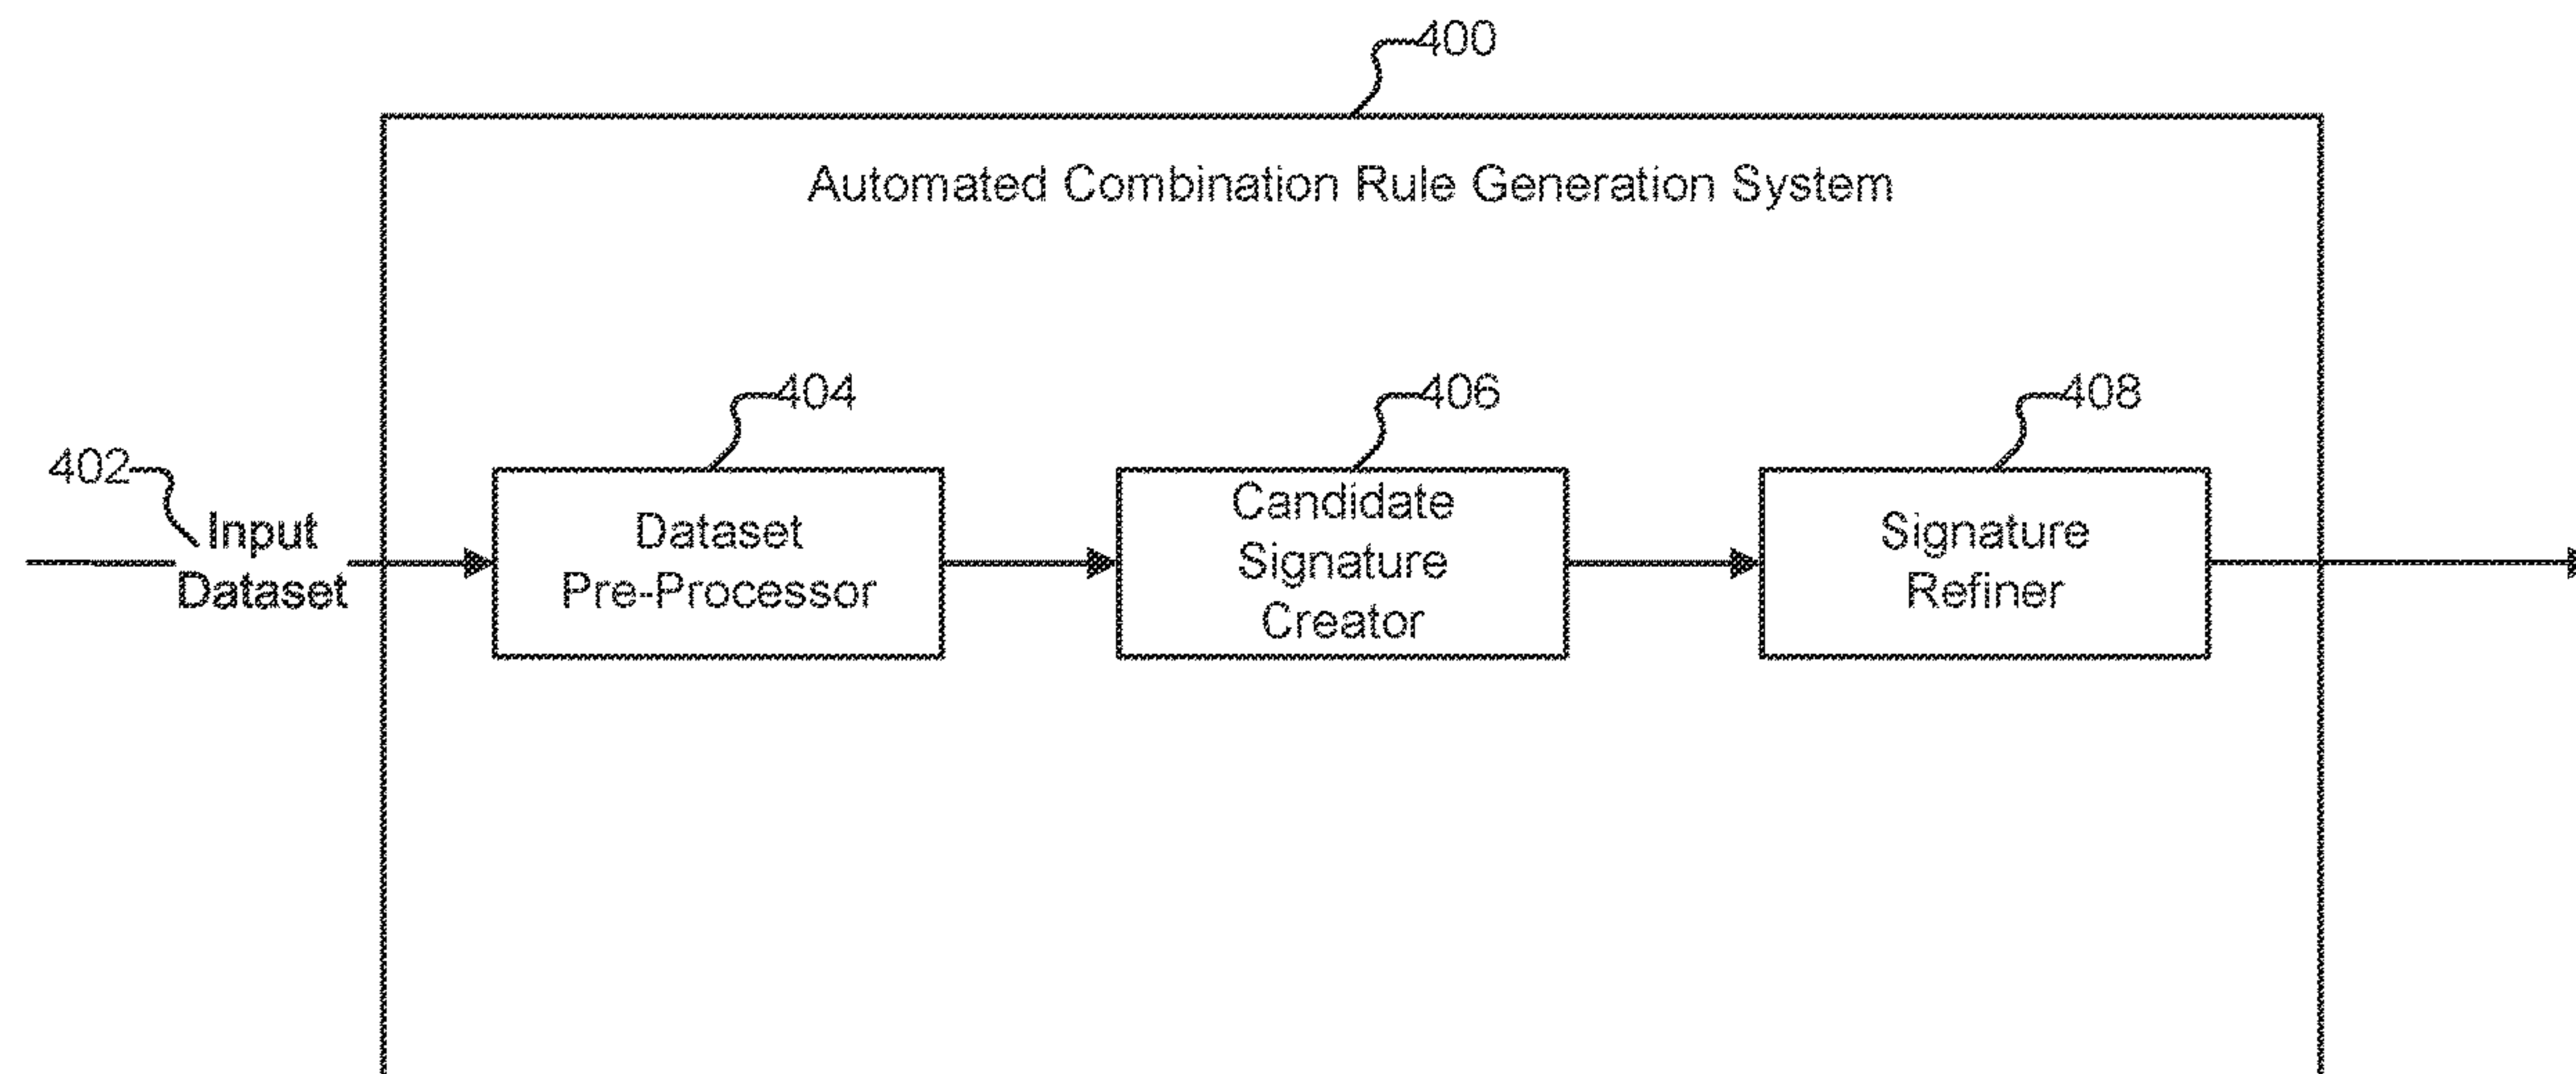 400
Automated Combination Rule Generation System
404
406
408
402
Input
Dataset
Dataset
Pre-Processor
Candidate
Signature
Creator
Signature
Refiner